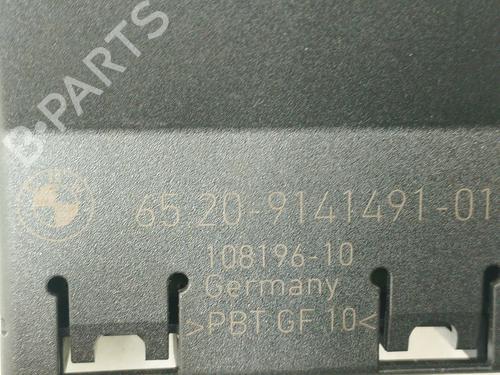 B-PARTS
65.20-9141491-01
108196-10
Germany
>PBT GF 10<